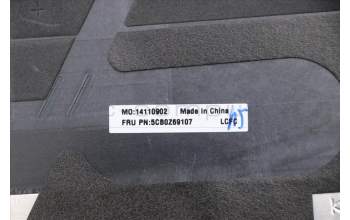 MO:14110902 Made in China
FRU PN:5CB0Z69107 LCFC